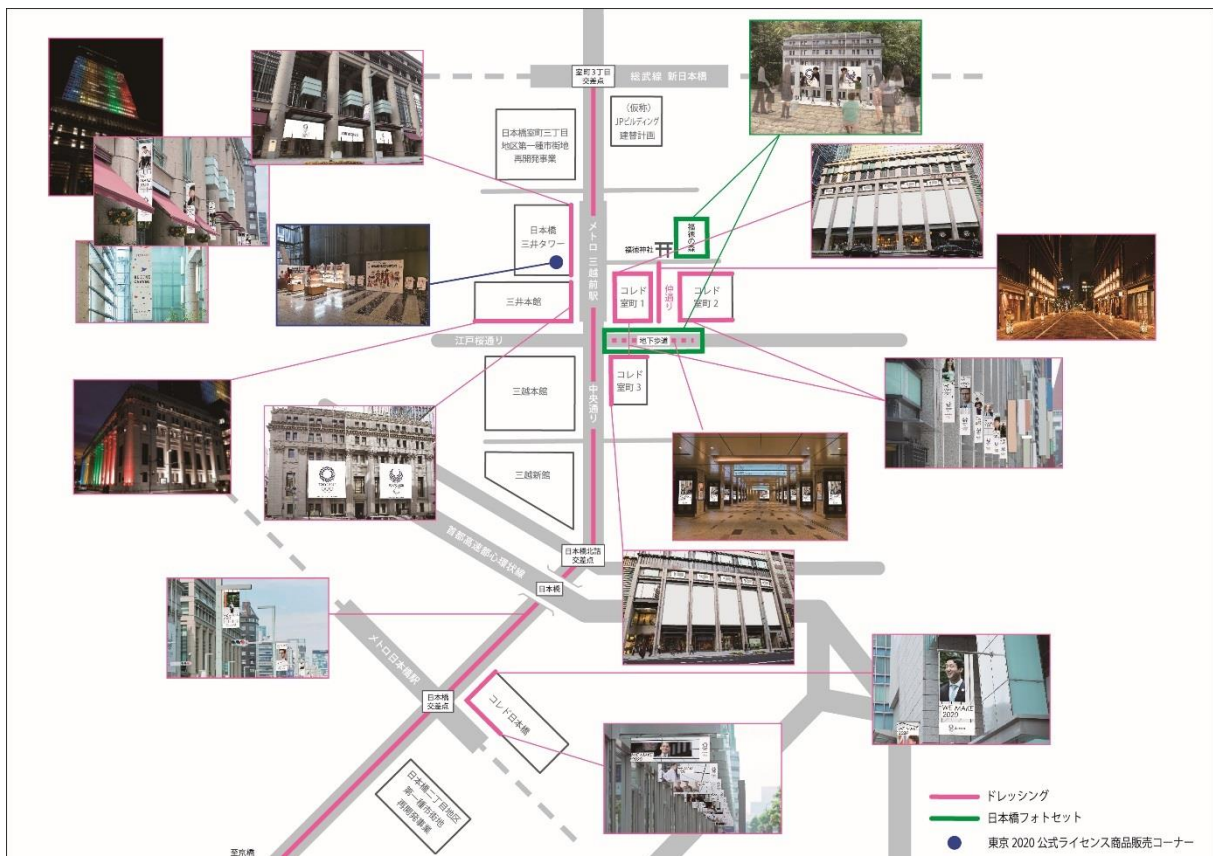 室町3丁目
交差点
総武線 新日本橋
日本橋室町三丁目
地区第一種市街地
再開発事業
（仮称）
JPビルディング
建替計画
メトロ 三越前駅
日本橋
三井タワー
福徳神社
福徳の森
三井本館
コレド
室町 1
仲通り
コレド
室町 2
江戸桜通り
地下歩道
三越本館
中央通り
コレド
室町 3
三越新館
首都高速都心環状線
日本橋北詰
交差点
日本橋
メトロ日本橋駅
日本橋
交差点
コレド日本橋
WE MAKE
2020
日本橋二丁目地区
第一種市街地
再開発事業
至京橋
ドレッシング
日本橋フォトセット
東京 2020 公式ライセンス商品販売コーナー